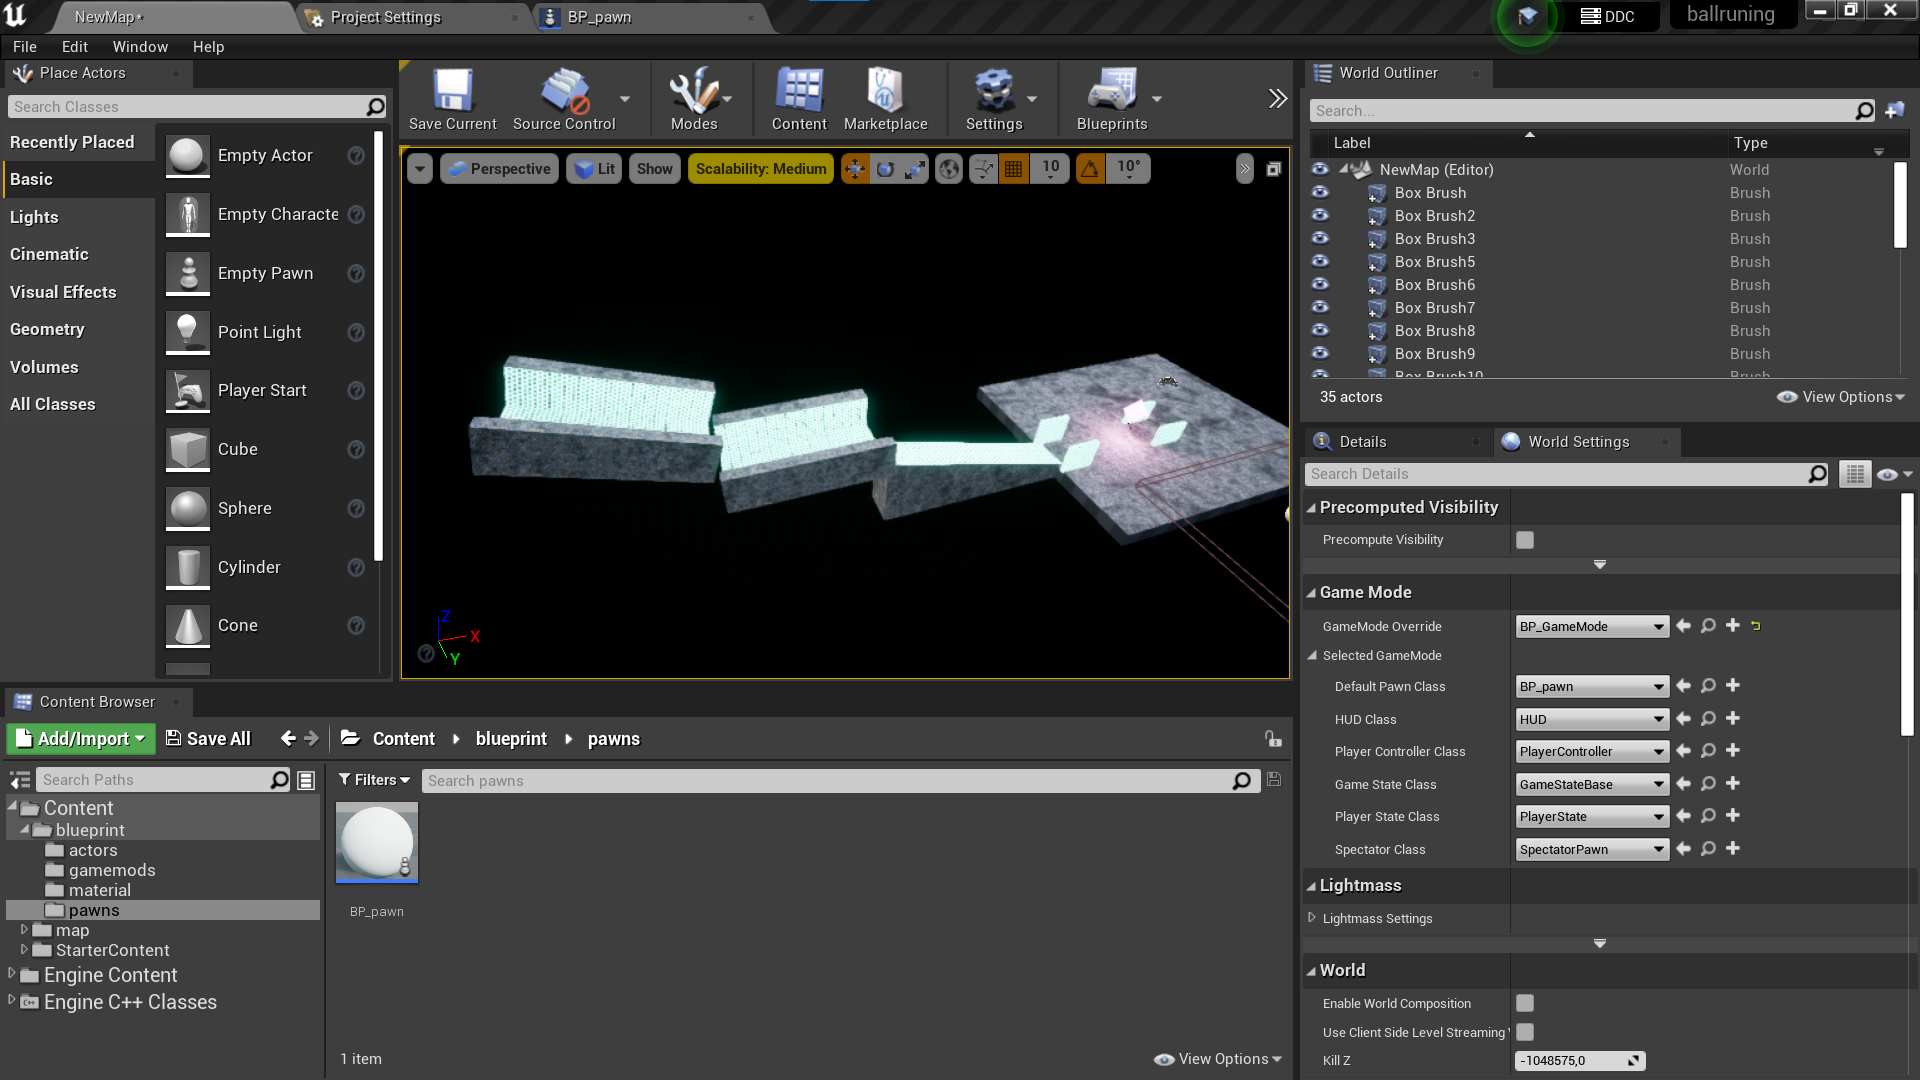 NewMap*
Project Settings
BP_pawn
DDC
ballruning
File Edit Window Help
Place Actors
Search Classes
Recently Placed
Basic
Lights
Cinematic
Visual Effects
Geometry
Volumes
All Classes
Empty Actor
Empty Characte
Empty Pawn
Point Light
Player Start
Cube
Sphere
Cylinder
Cone
Save Current
Source Control
Modes
Content
Marketplace
Settings
Blueprints
Perspective
Lit
Show
Scalability: Medium
10
10°
Z
X
Y
World Outliner
Search...
Label Type
NewMap (Editor) World
Box Brush Brush
Box Brush2 Brush
Box Brush3 Brush
Box Brush5 Brush
Box Brush6 Brush
Box Brush7 Brush
Box Brush8 Brush
Box Brush9 Brush
Box Brush10 Brush
35 actors
View Options
Details
World Settings
Search Details
Precomputed Visibility
Precompute Visibility
Game Mode
GameMode Override BP_GameMode
Selected GameMode
Default Pawn Class BP_pawn
HUD Class HUD
Player Controller Class PlayerController
Game State Class GameStateBase
Player State Class PlayerState
Spectator Class SpectatorPawn
Lightmass
Lightmass Settings
World
Enable World Composition
Use Client Side Level Streaming
Kill Z -1048575,0
Content Browser
Add/Import
Save All
Content blueprint pawns
Search Paths
Filters
Search pawns
Content
blueprint
actors
gamemods
material
pawns
map
StarterContent
Engine Content
Engine C++ Classes
BP_pawn
1 item
View Options